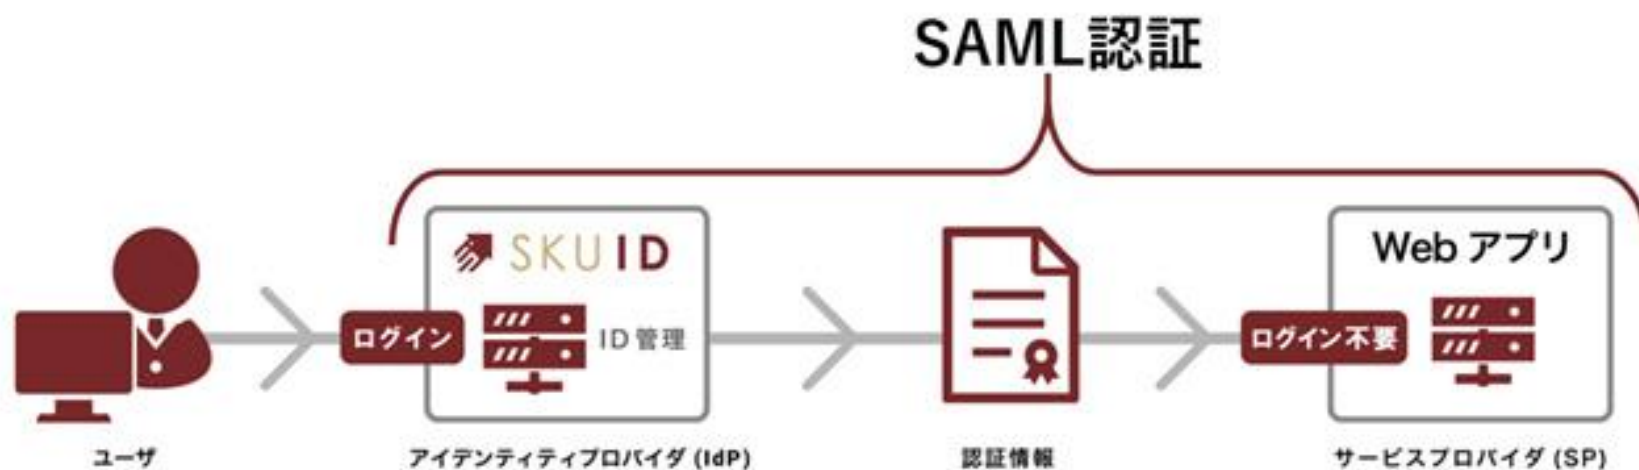 SAML認証
SKUID
Web アプリ
ログイン
ID管理
ログイン不要
ユーザ
アイデンティティプロバイダ (IdP)
認証情報
サービスプロバイダ (SP)